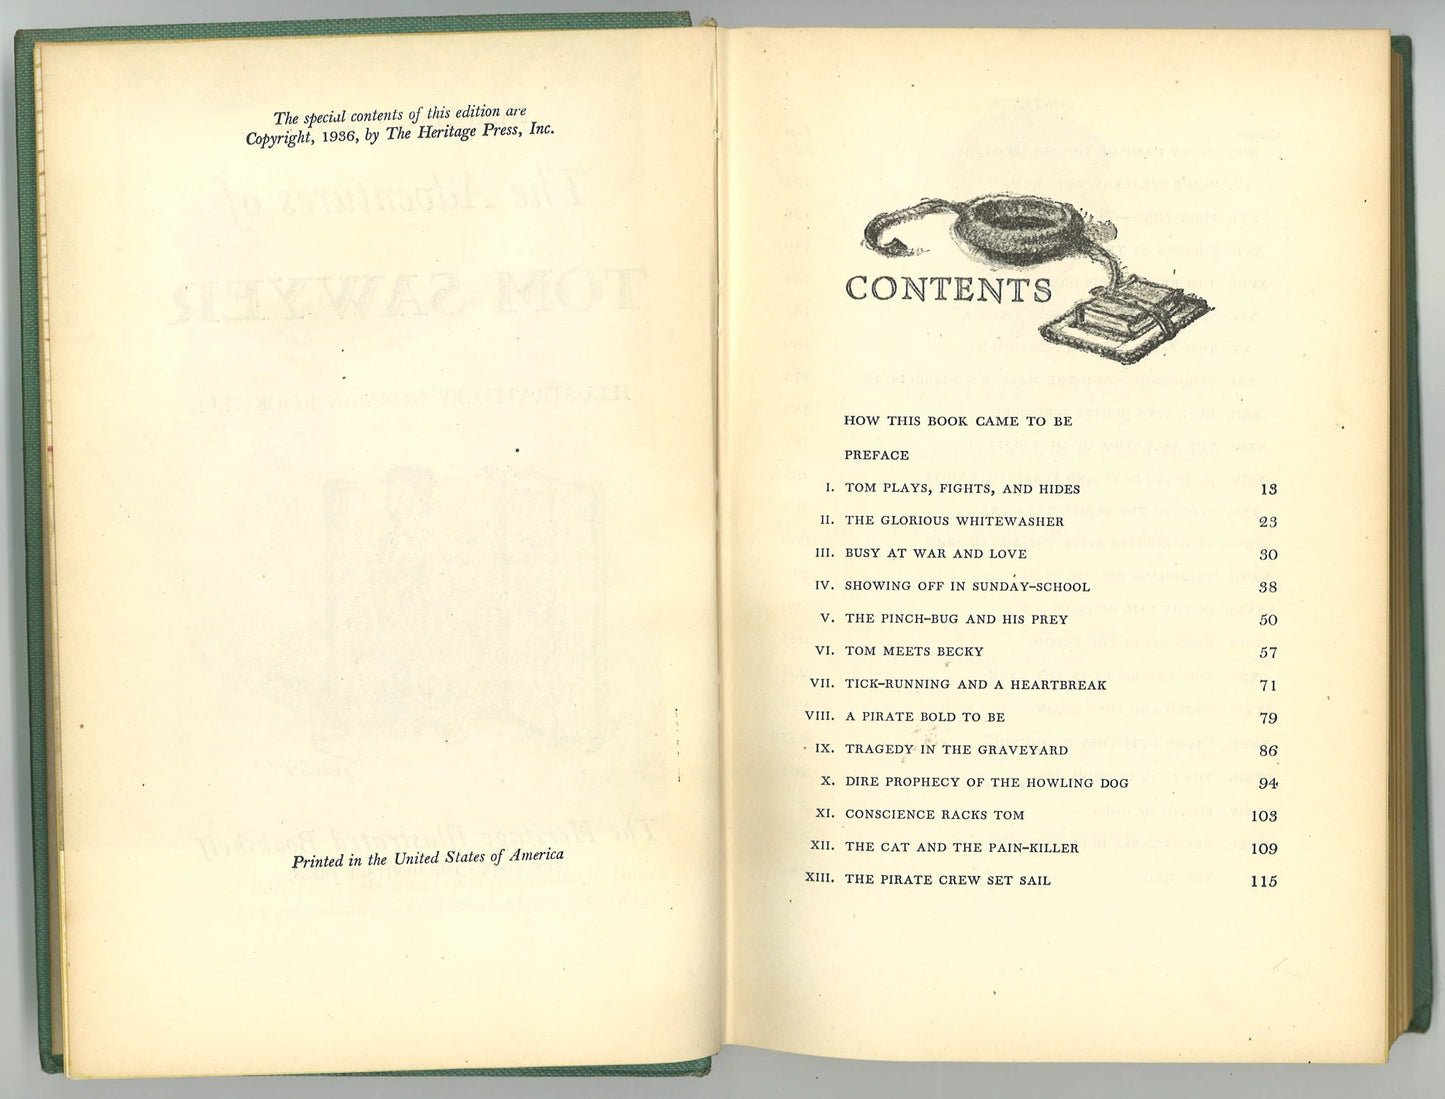 The special contents of this edition are
Copyright, 1936, by The Heritage Press, Inc.
Printed in the United States of America
CONTENTS
HOW THIS BOOK CAME TO BE
PREFACE
I. TOM PLAYS, FIGHTS, AND HIDES 13
II. THE GLORIOUS WHITEWASHER 23
III. BUSY AT WAR AND LOVE 30
IV. SHOWING OFF IN SUNDAY-SCHOOL 38
V. THE PINCH-BUG AND HIS PREY 50
VI. TOM MEETS BECKY 57
VII. TICK-RUNNING AND A HEARTBREAK 71
VIII. A PIRATE BOLD TO BE 79
IX. TRAGEDY IN THE GRAVEYARD 86
X. DIRE PROPHECY OF THE HOWLING DOG 94
XI. CONSCIENCE RACKS TOM 103
XII. THE CAT AND THE PAIN-KILLER 109
XIII. THE PIRATE CREW SET SAIL 115